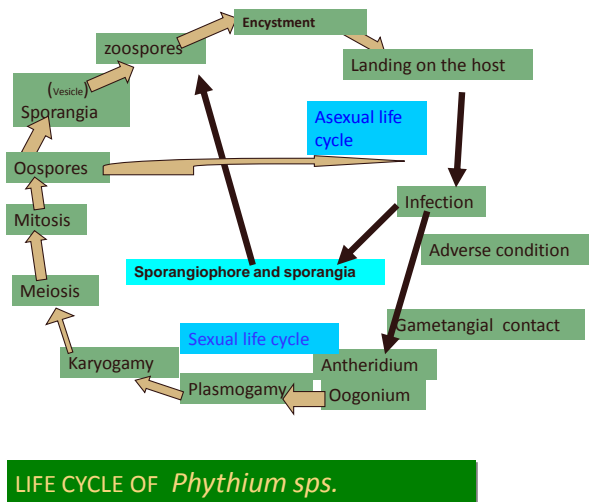 Encystment
zoospores
Landing on the host
(Vesicle)
Sporangia
Asexual life
cycle
Oospores
Infection
Mitosis
Adverse condition
Sporangiophore and sporangia
Meiosis
Gametangial contact
Sexual life cycle
Karyogamy
Antheridium
Plasmogamy
Oogonium
LIFE CYCLE OF Phythium sps.